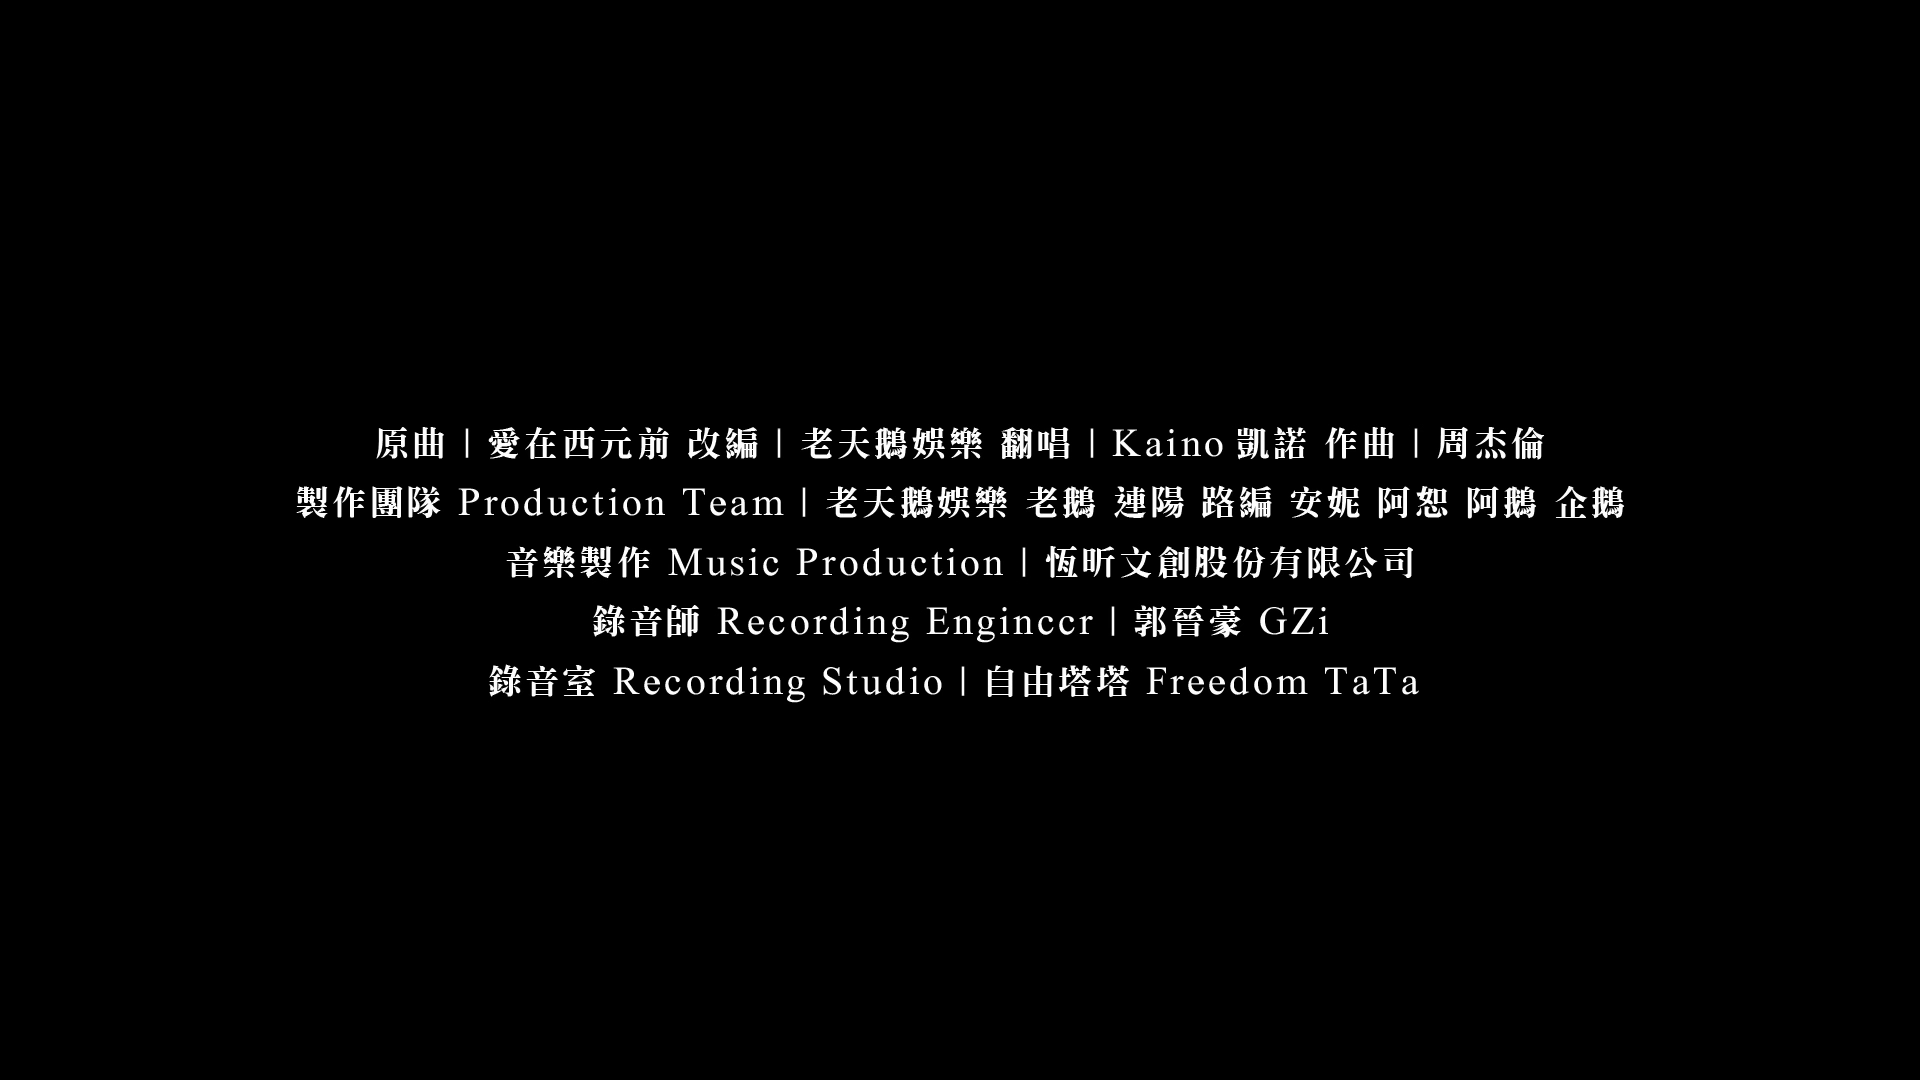 原曲 | 愛在西元前 改編 | 老天鵝娛樂 翻唱 | Kaino 凱諾 作曲 | 周杰倫
製作團隊 Production Team | 老天鵝娛樂 老鵝 連陽 路編 安妮 阿恕 阿鵝 企鵝
音樂製作 Music Production | 恆昕文創股份有限公司
錄音師 Recording Enginccr | 郭晉豪 GZi
錄音室 Recording Studio | 自由塔塔 Freedom TaTa